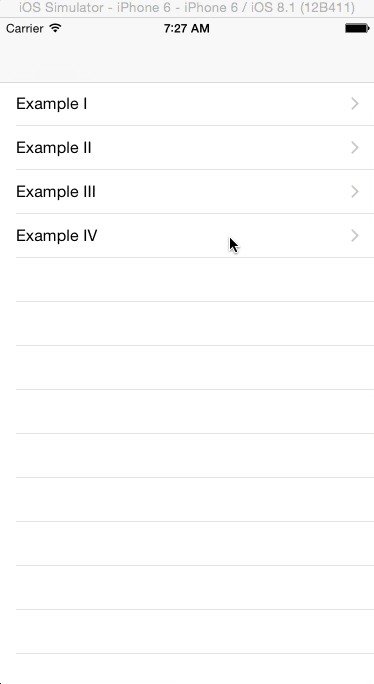 iOS Simulator - iPhone 6 - iPhone 6 / iOS 8.1 (12B411)
Carrier 7:27 AM
Example I
Example II
Example III
Example IV